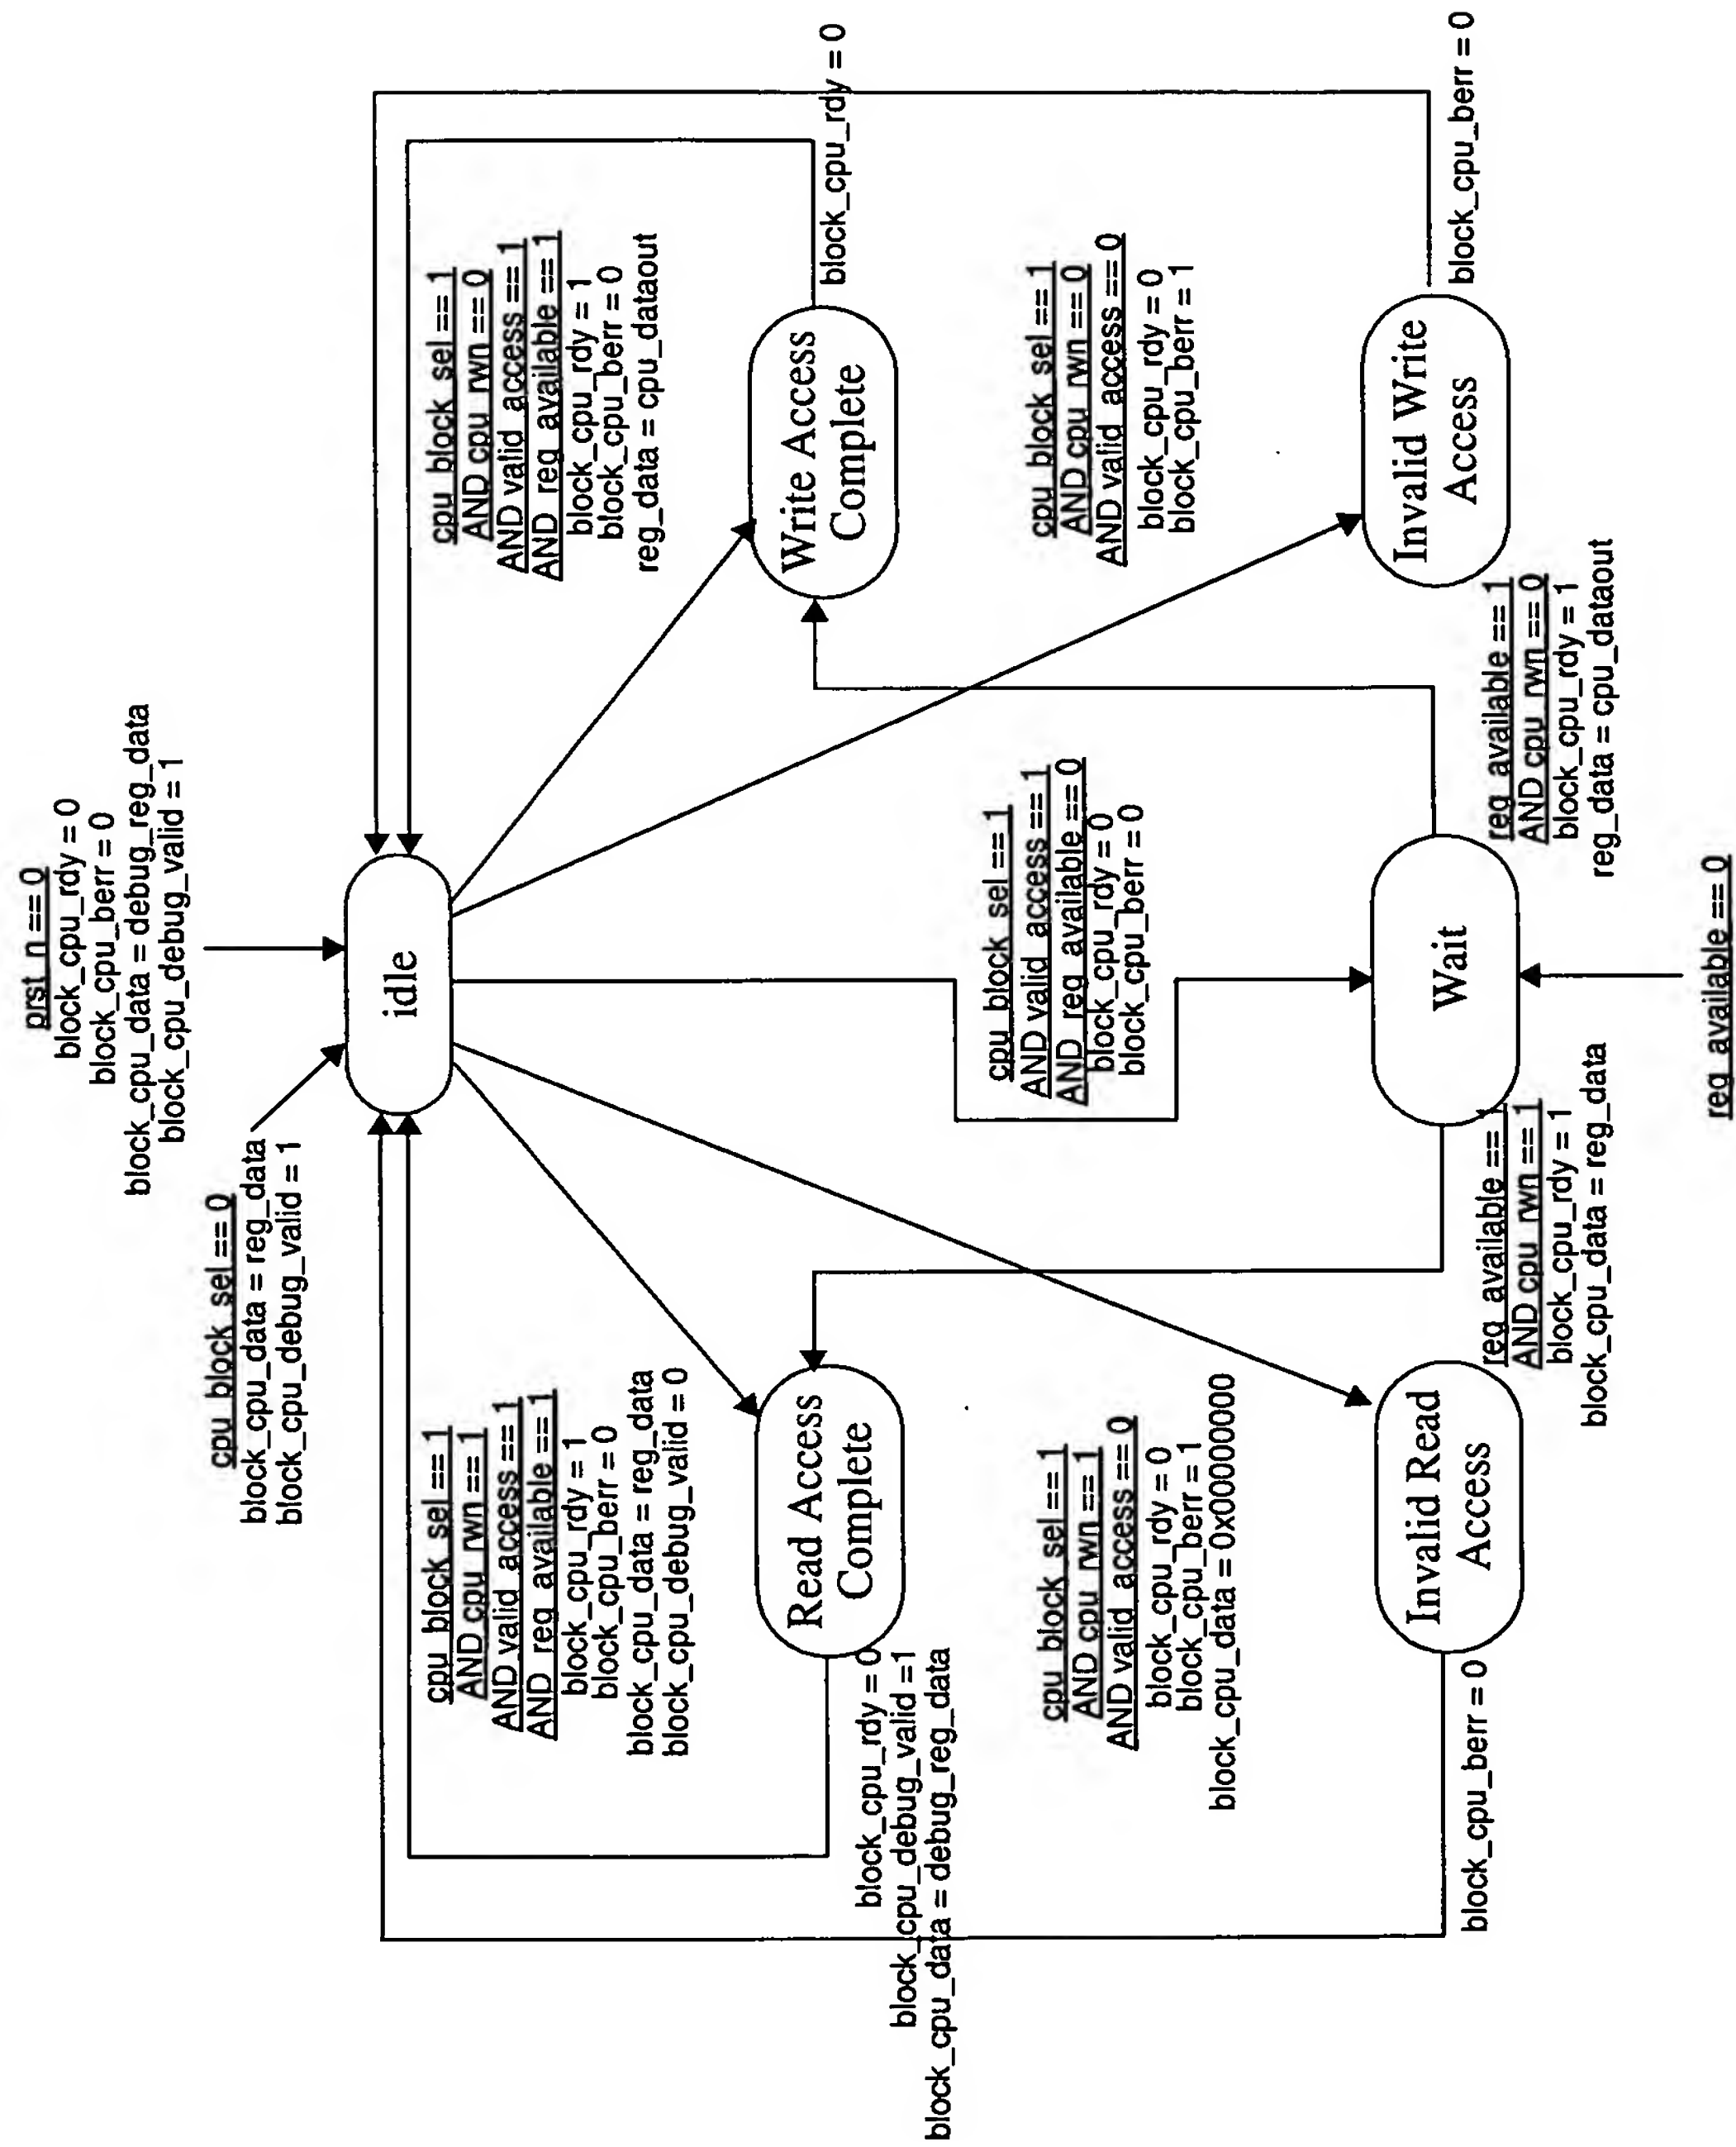 prst_n == 0
block_cpu_rdy = 0
block_cpu_berr = 0
block_cpu_data = debug_reg_data
block_cpu_debug_valid = 1
cpu_block_sel == 0
block_cpu_data = reg_data
block_cpu_debug_valid = 1
idle
cpu_block_sel == 1
AND cpu_rwn == 1
AND valid_access == 1
AND reg_available == 1
block_cpu_rdy = 1
block_cpu_berr = 0
block_cpu_data = reg_data
block_cpu_debug_valid = 0
cpu_block_sel == 1
AND cpu_rwn == 0
AND valid_access == 1
AND reg_available == 1
block_cpu_rdy = 1
block_cpu_berr = 0
reg_data = cpu_dataout
Read Access
Complete
Write Access
Complete
block_cpu_rdy = 0
block_cpu_debug_valid =1
block_cpu_data = debug_reg_data
block_cpu_rdy = 0
cpu_block_sel == 1
AND cpu_rwn == 1
AND valid_access == 0
block_cpu_rdy = 0
block_cpu_berr = 1
block_cpu_data = 0x00000000
cpu_block_sel == 1
AND valid_access == 1
AND reg_available == 0
block_cpu_rdy = 0
block_cpu_berr = 0
cpu_block_sel == 1
AND cpu_rwn == 0
AND valid_access == 0
block_cpu_rdy = 0
block_cpu_berr = 1
Invalid Read
Access
Wait
Invalid Write
Access
block_cpu_berr = 0
reg_available == 1
AND cpu_rwn == 1
block_cpu_rdy = 1
block_cpu_data = reg_data
reg_available == 1
AND cpu_rwn == 0
block_cpu_rdy = 1
reg_data = cpu_dataout
block_cpu_berr = 0
reg_available == 0